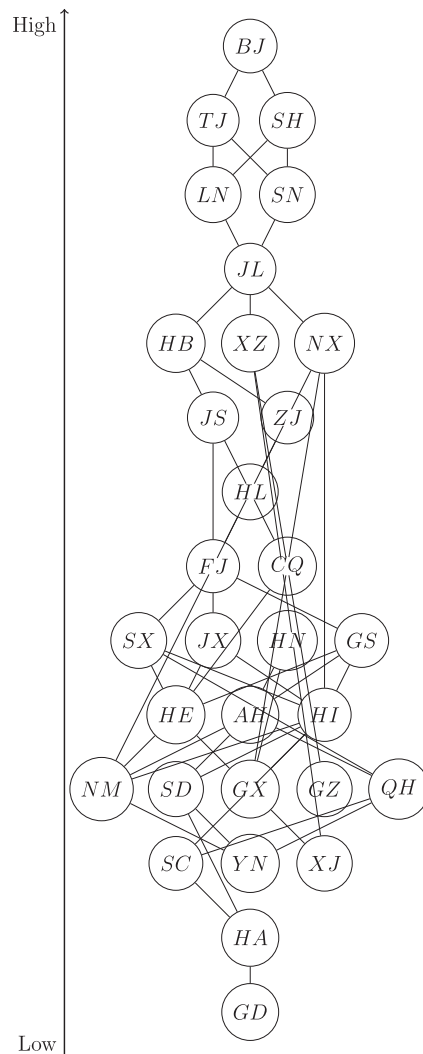 High
BJ
TJ SH
LN SN
JL
HB XZ NX
JS ZJ
HL
FJ CQ
SX JX HN GS
HE AH HI
NM SD GX GZ QH
SC YN XJ
HA
GD
Low